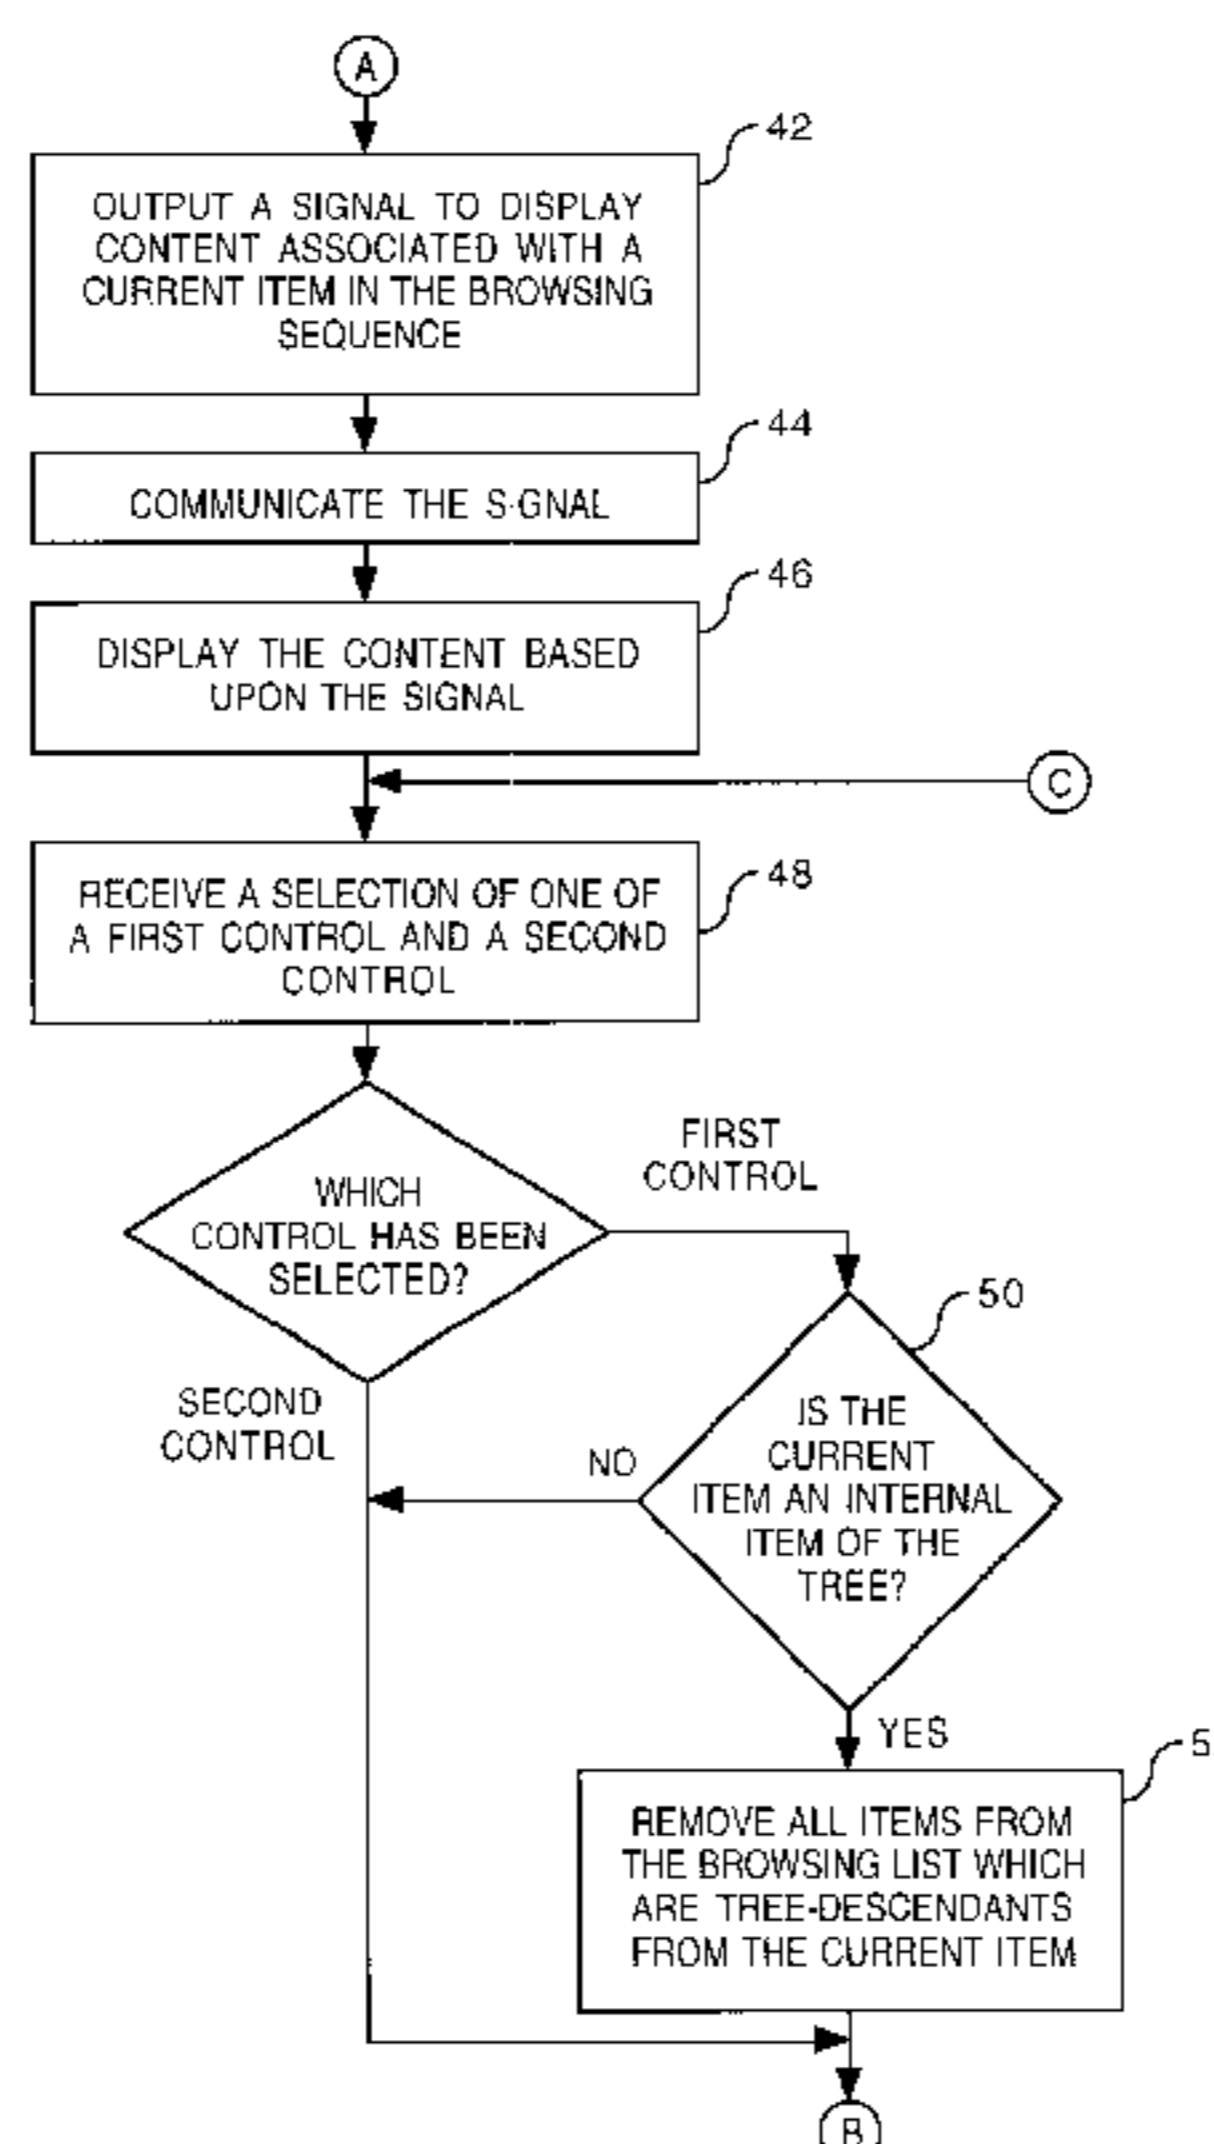 A
42
OUTPUT A SIGNAL TO DISPLAY
CONTENT ASSOCIATED WITH A
CURRENT ITEM IN THE BROWSING
SEQUENCE
44
COMMUNICATE THE SIGNAL
46
DISPLAY THE CONTENT BASED
UPON THE SIGNAL
C
48
RECEIVE A SELECTION OF ONE OF
A FIRST CONTROL AND A SECOND
CONTROL
WHICH
CONTROL HAS BEEN
SELECTED?
FIRST
CONTROL
SECOND
CONTROL
50
IS THE
CURRENT
ITEM AN INTERNAL
ITEM OF THE
TREE?
NO
YES
5
REMOVE ALL ITEMS FROM
THE BROWSING LIST WHICH
ARE TREE-DESCENDANTS
FROM THE CURRENT ITEM
B